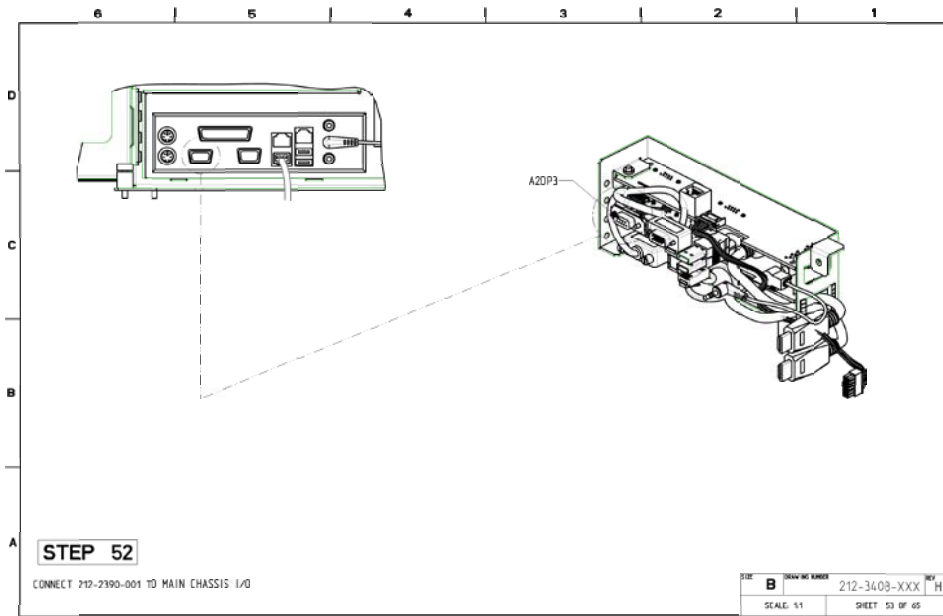 6 5 4 3 2 1
D
C
B
A
A20P3
STEP 52
CONNECT 212-2390-001 TO MAIN CHASSIS I/O
SIZE B DRAWING NUMBER 212-3408-XXX REV H
SCALE: 1:1 SHEET 53 OF 65